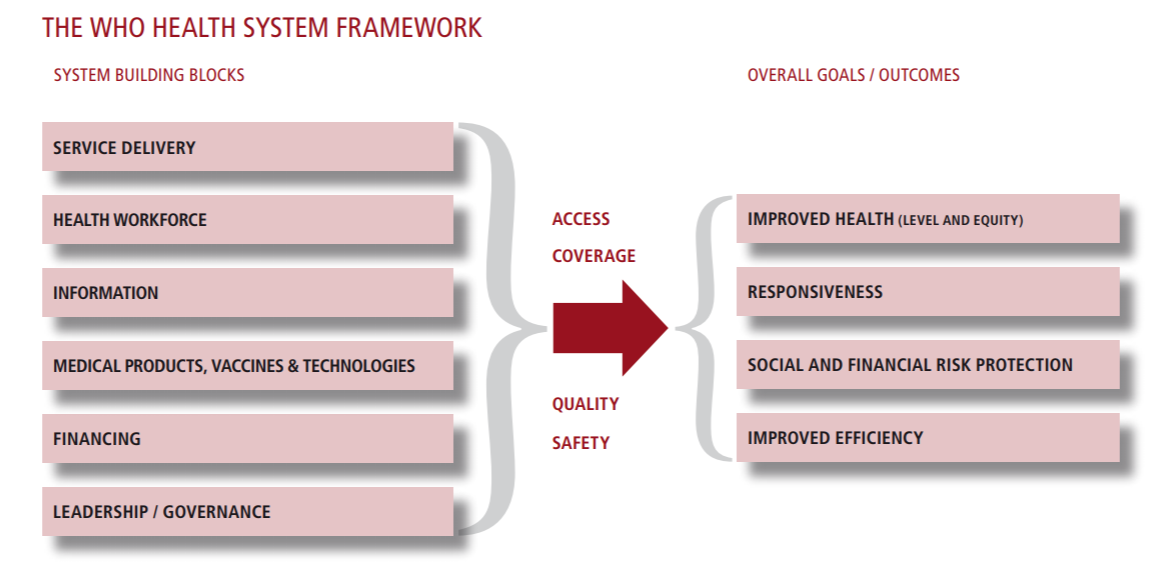 THE WHO HEALTH SYSTEM FRAMEWORK
SYSTEM BUILDING BLOCKS
SERVICE DELIVERY
HEALTH WORKFORCE
INFORMATION
MEDICAL PRODUCTS, VACCINES & TECHNOLOGIES
FINANCING
LEADERSHIP / GOVERNANCE
ACCESS
COVERAGE
QUALITY
SAFETY
OVERALL GOALS / OUTCOMES
IMPROVED HEALTH (LEVEL AND EQUITY)
RESPONSIVENESS
SOCIAL AND FINANCIAL RISK PROTECTION
IMPROVED EFFICIENCY